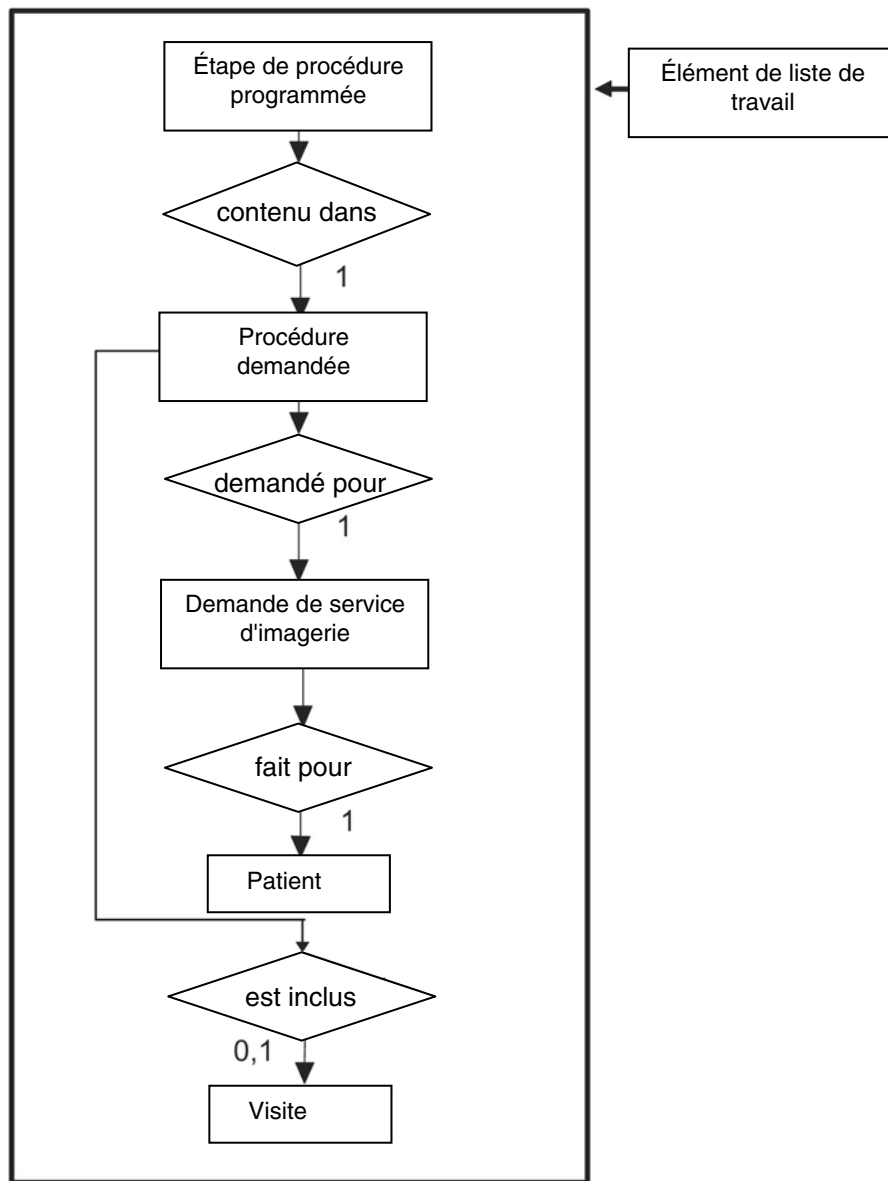 Étape de procédure
programmée
Élément de liste de
travail
contenu dans
1
Procédure
demandée
demandé pour
1
Demande de service
d'imagerie
fait pour
1
Patient
est inclus
0,1
Visite